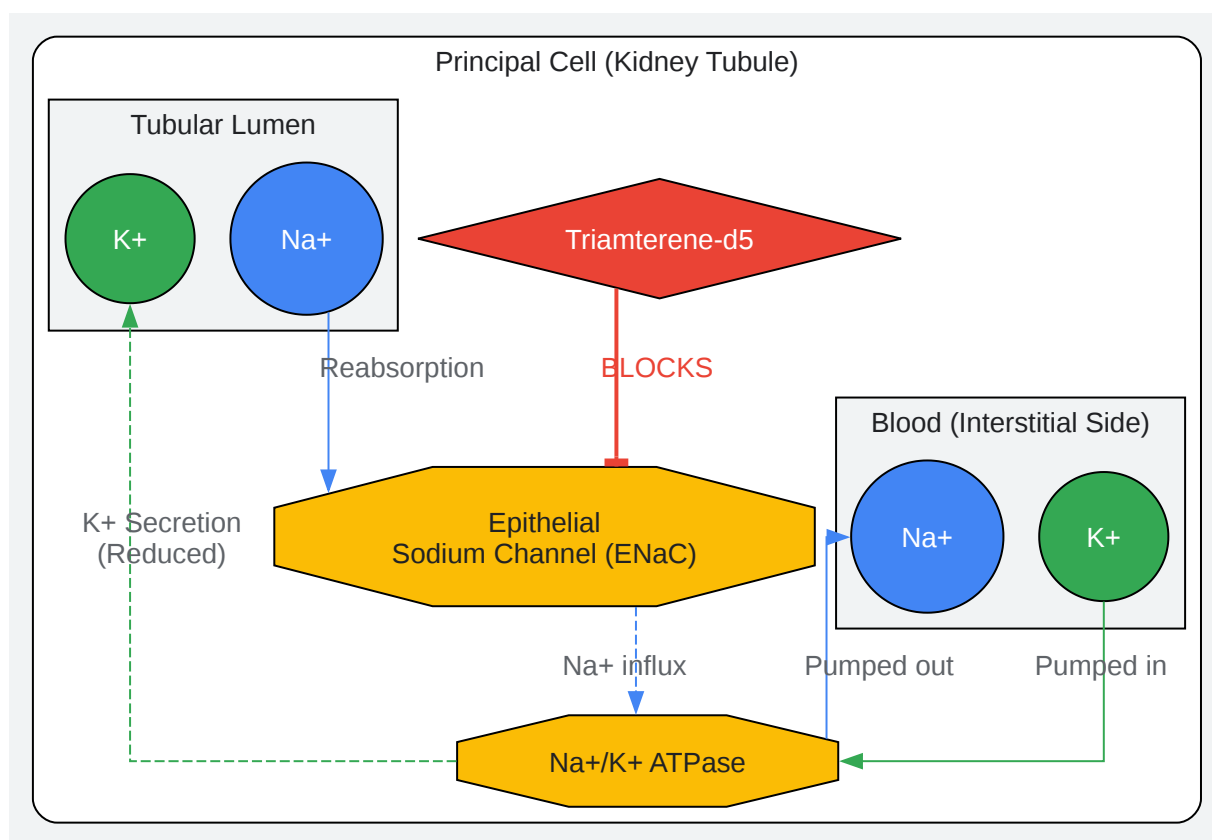 Principal Cell (Kidney Tubule)
Tubular Lumen
K+
Na+
Triamterene-d5
Reabsorption
BLOCKS
Blood (Interstitial Side)
Na+
K+
K+ Secretion
(Reduced)
Epithelial
Sodium Channel (ENaC)
Na+ influx
Pumped out
Pumped in
Na+/K+ ATPase